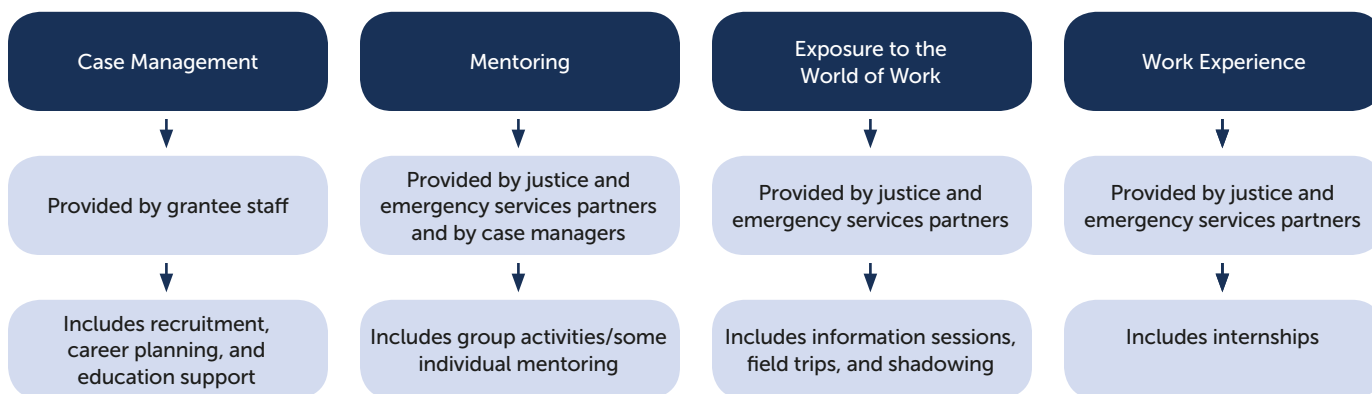 Case Management
Mentoring
Exposure to the
World of Work
Work Experience
Provided by grantee staff
Provided by justice and
emergency services partners
and by case managers
Provided by justice and
emergency services partners
Provided by justice and
emergency services partners
Includes recruitment,
career planning, and
education support
Includes group activities/some
individual mentoring
Includes information sessions,
field trips, and shadowing
Includes internships